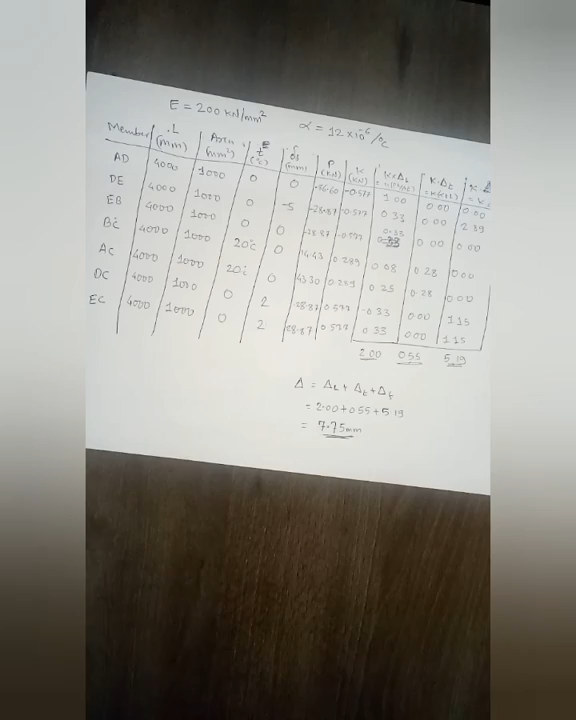 E = 200 kN/mm² α = 12×10⁻⁶/°C
Member L (mm) Area (mm²) t (°C) δs (mm) P (kN) K (kN) K×ΔL K·Δt
AD 4000 1000 0 0 -86.60 -0.577 1.00 0.00 0.00
DE 4000 1000 0 -5 -28.87 -0.577 0.33 0.00 2.89
EB 4000 1000 0 0 -28.87 -0.577 0.33 0.00 0.00
BC 4000 1000 20°C 0 14.43 0.289 0.08 0.28 0.00
AC 4000 1000 20°C 0 43.30 0.289 0.25 0.28 0.00
DC 4000 1000 0 2 28.87 0.577 0.33 0.00 1.15
EC 4000 1000 0 2 28.87 0.577 0.33 0.00 1.15
2.00 0.55 5.19
Δ = ΔL + Δt + Δf
= 2.00+0.55+5.19
= 7.75mm